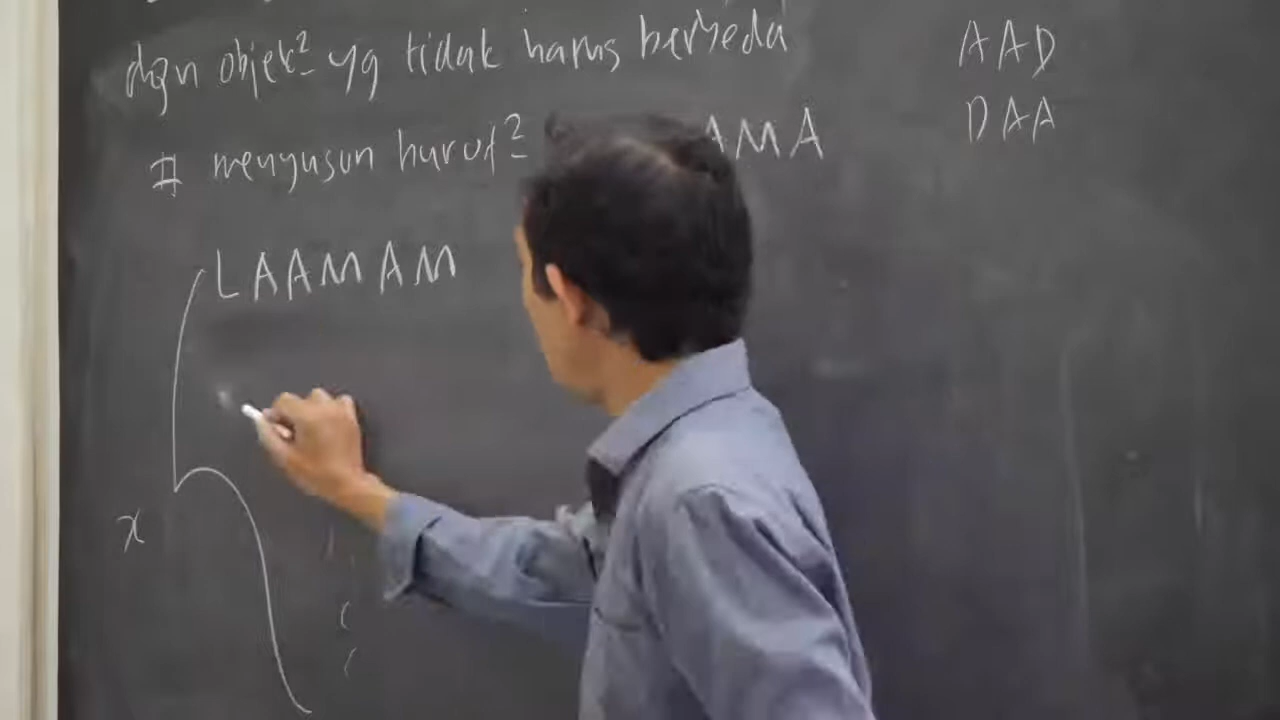 dgn objek² yg tidak harus berbeda
# menyusun huruf² AMA
LAAMAM
x
AAD
DAA